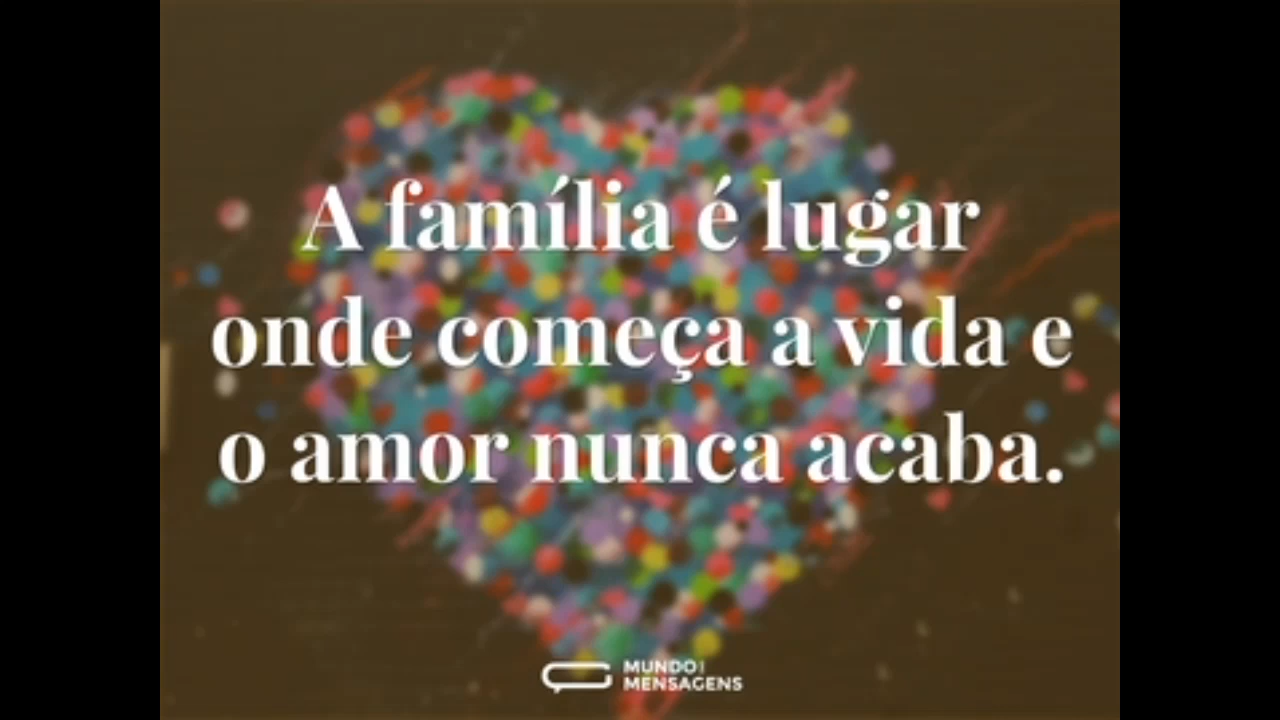 A família é lugar
onde começa a vida e
o amor nunca acaba.
MUNDO
MENSAGENS